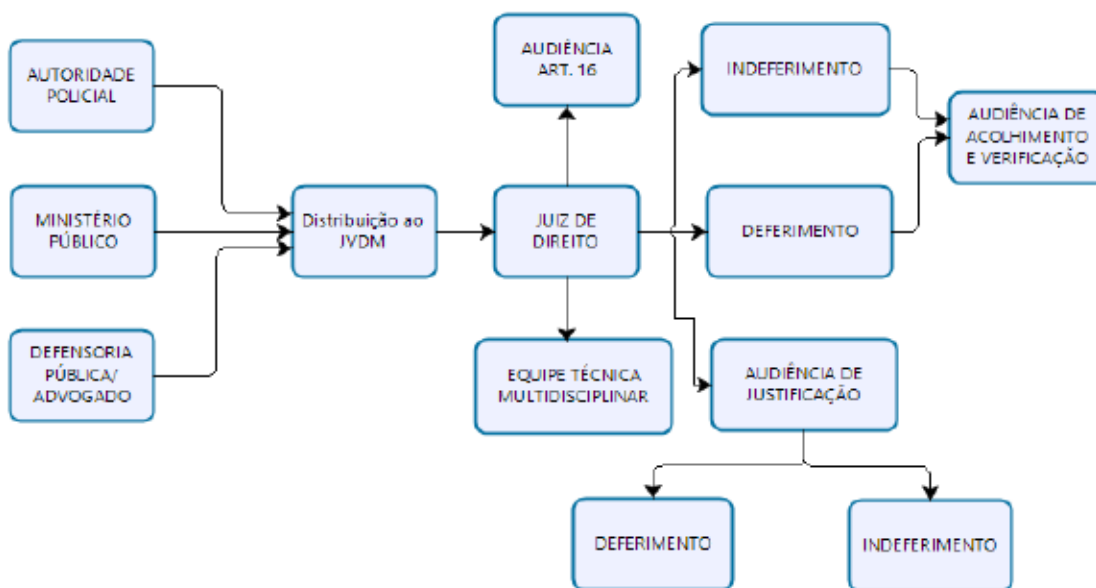 AUTORIDADE
POLICIAL
MINISTÉRIO
PÚBLICO
DEFENSORIA
PÚBLICA/
ADVOGADO
Distribuição ao
JVDM
AUDIÊNCIA
ART. 16
JUIZ DE
DIREITO
EQUIPE TÉCNICA
MULTIDISCIPLINAR
INDEFERIMENTO
DEFERIMENTO
AUDIÊNCIA DE
JUSTIFICAÇÃO
AUDIÊNCIA DE
ACOLHIMENTO
E VERIFICAÇÃO
DEFERIMENTO
INDEFERIMENTO